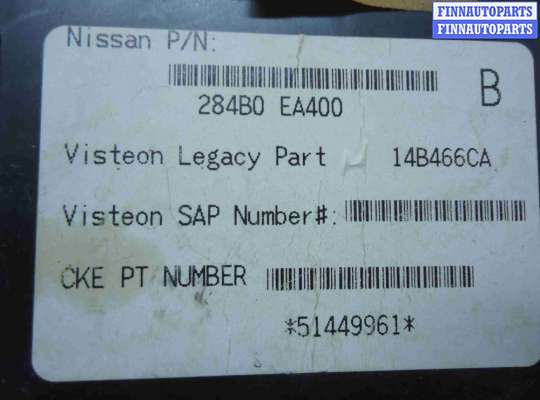 FINNAUTOPARTS
FINNAUTOPARTS
Nissan P/N:
B
284B0 EA400
Visteon Legacy Part 14B466CA
Visteon SAP Number#:
CKE PT NUMBER
*51449961*